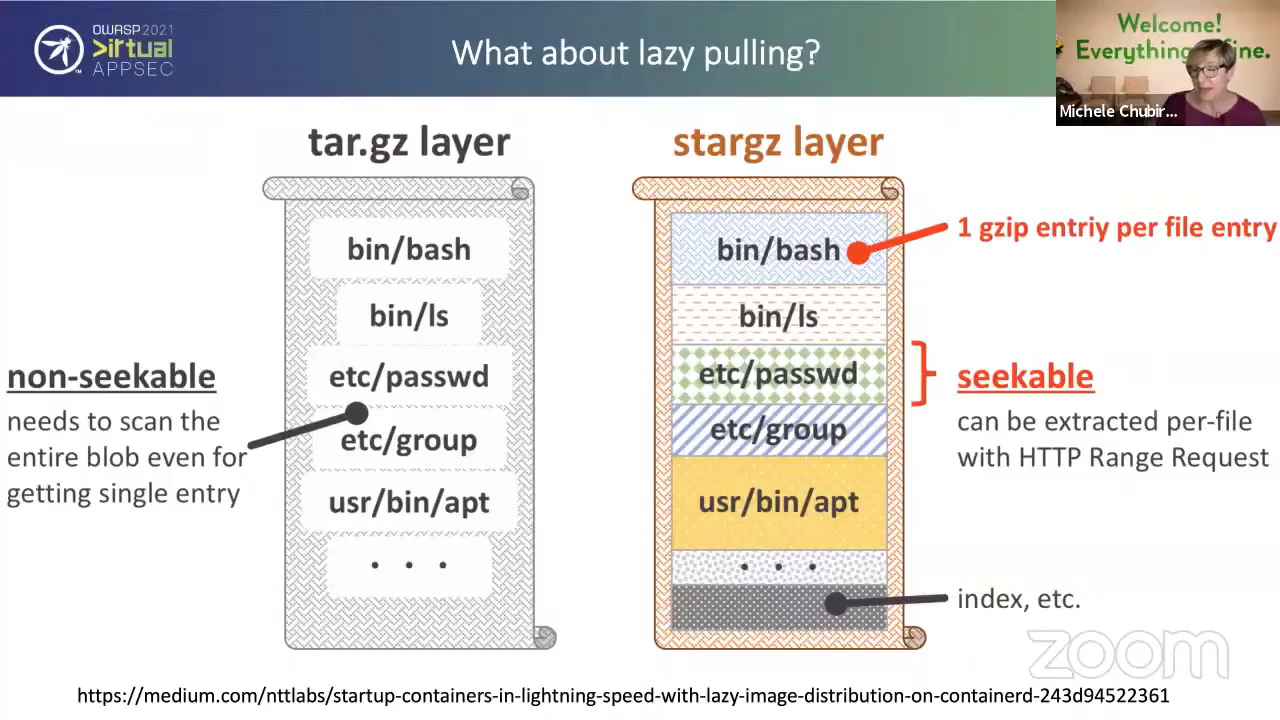 OWASP 2021
Virtual
APPSEC
What about lazy pulling?
Welcome!
Everything fine.
Michele Chubir...
tar.gz layer
stargz layer
bin/bash
bin/ls
etc/passwd
etc/group
usr/bin/apt
. . .
bin/bash
bin/ls
etc/passwd
etc/group
usr/bin/apt
. . .
non-seekable
needs to scan the
entire blob even for
getting single entry
1 gzip entriy per file entry
seekable
can be extracted per-file
with HTTP Range Request
index, etc.
zoom
https://medium.com/nttlabs/startup-containers-in-lightning-speed-with-lazy-image-distribution-on-containerd-243d94522361